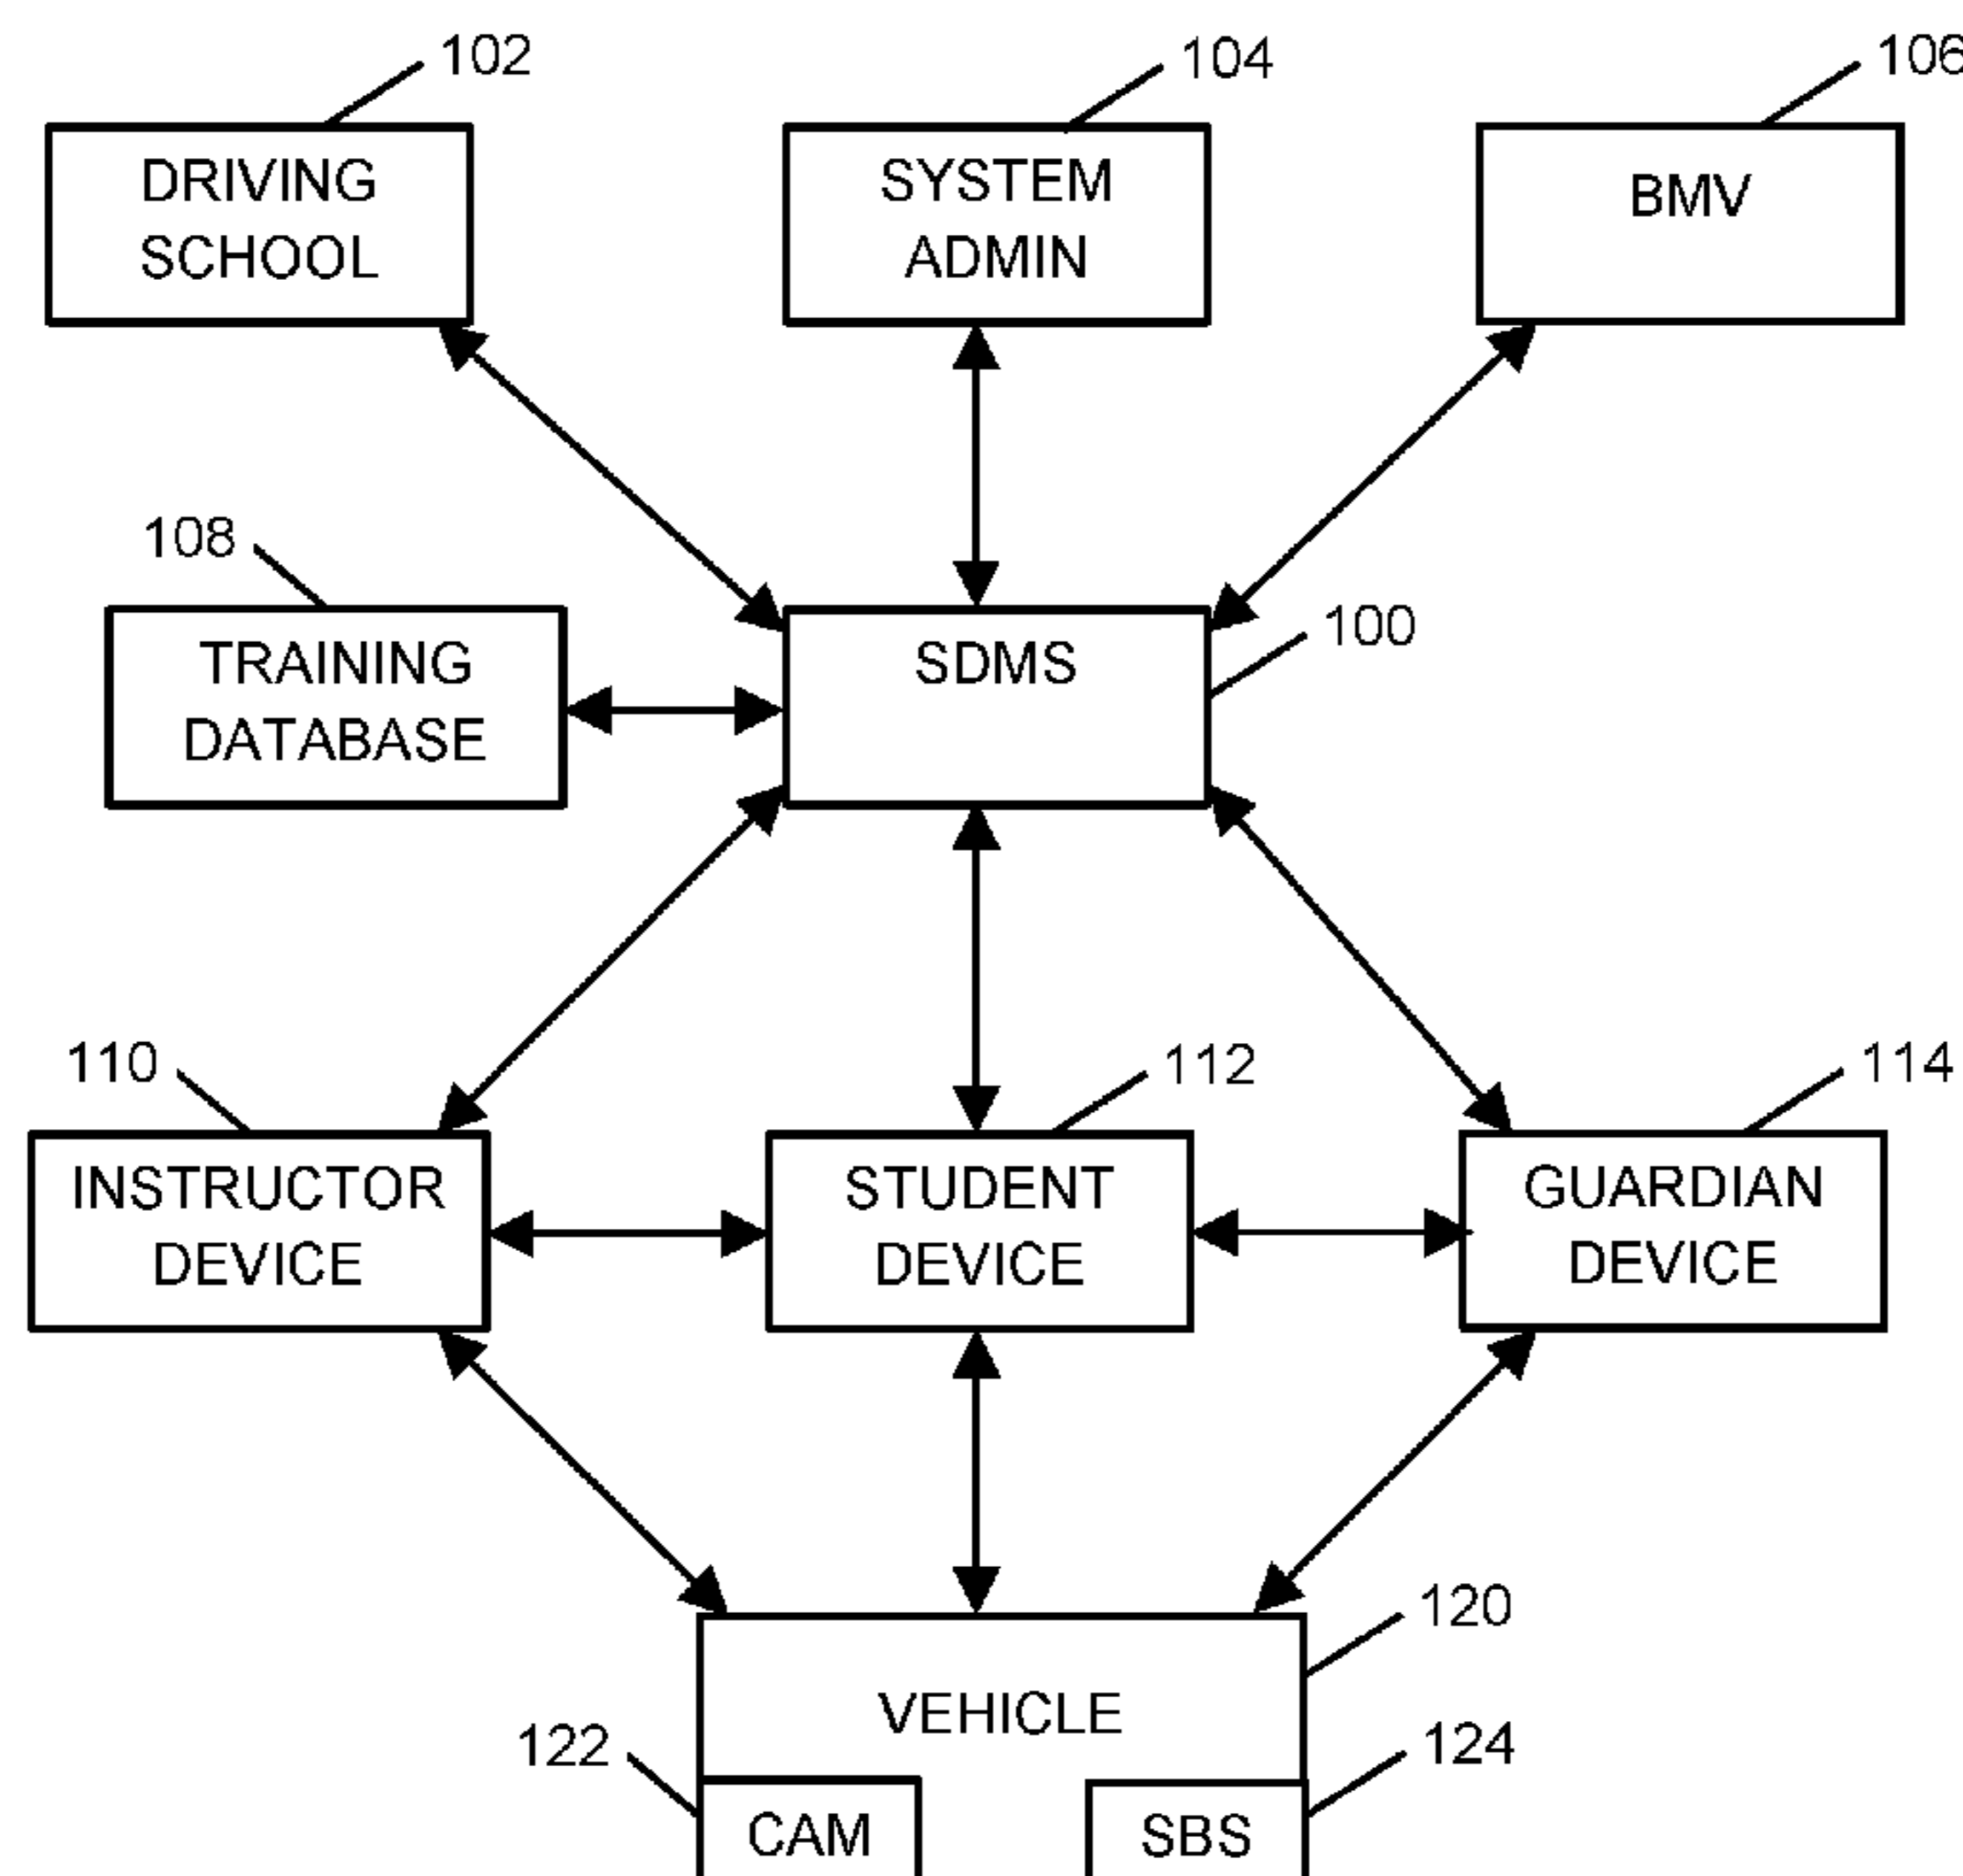 102
104
106
DRIVING
SCHOOL
SYSTEM
ADMIN
BMV
108
100
TRAINING
DATABASE
SDMS
110
112
114
INSTRUCTOR
DEVICE
STUDENT
DEVICE
GUARDIAN
DEVICE
120
VEHICLE
122
124
CAM
SBS